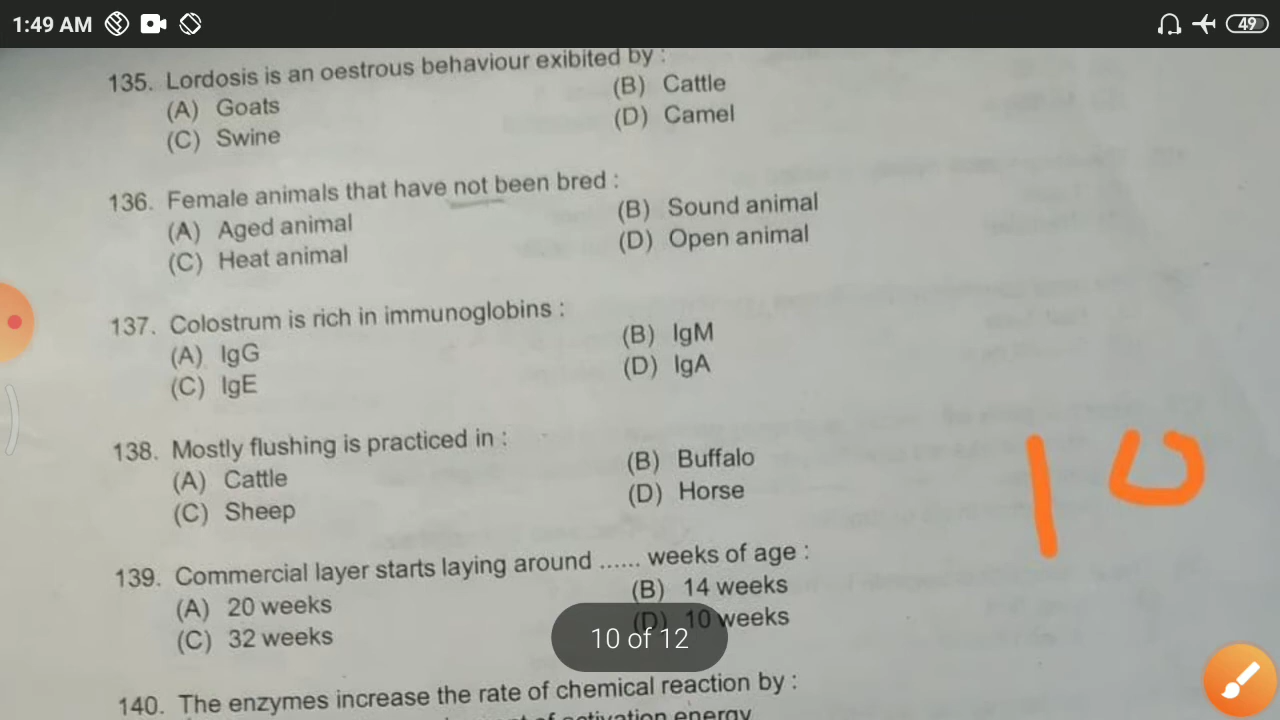 1:49 AM
49
135. Lordosis is an oestrous behaviour exibited by :
(A) Goats (B) Cattle
(C) Swine (D) Camel
136. Female animals that have not been bred :
(A) Aged animal (B) Sound animal
(C) Heat animal (D) Open animal
137. Colostrum is rich in immunoglobins :
(A) IgG (B) IgM
(C) IgE (D) IgA
138. Mostly flushing is practiced in :
(A) Cattle (B) Buffalo
(C) Sheep (D) Horse
10
139. Commercial layer starts laying around ...... weeks of age :
(A) 20 weeks (B) 14 weeks
(C) 32 weeks (D) 10 weeks
10 of 12
140. The enzymes increase the rate of chemical reaction by :
of activation energy